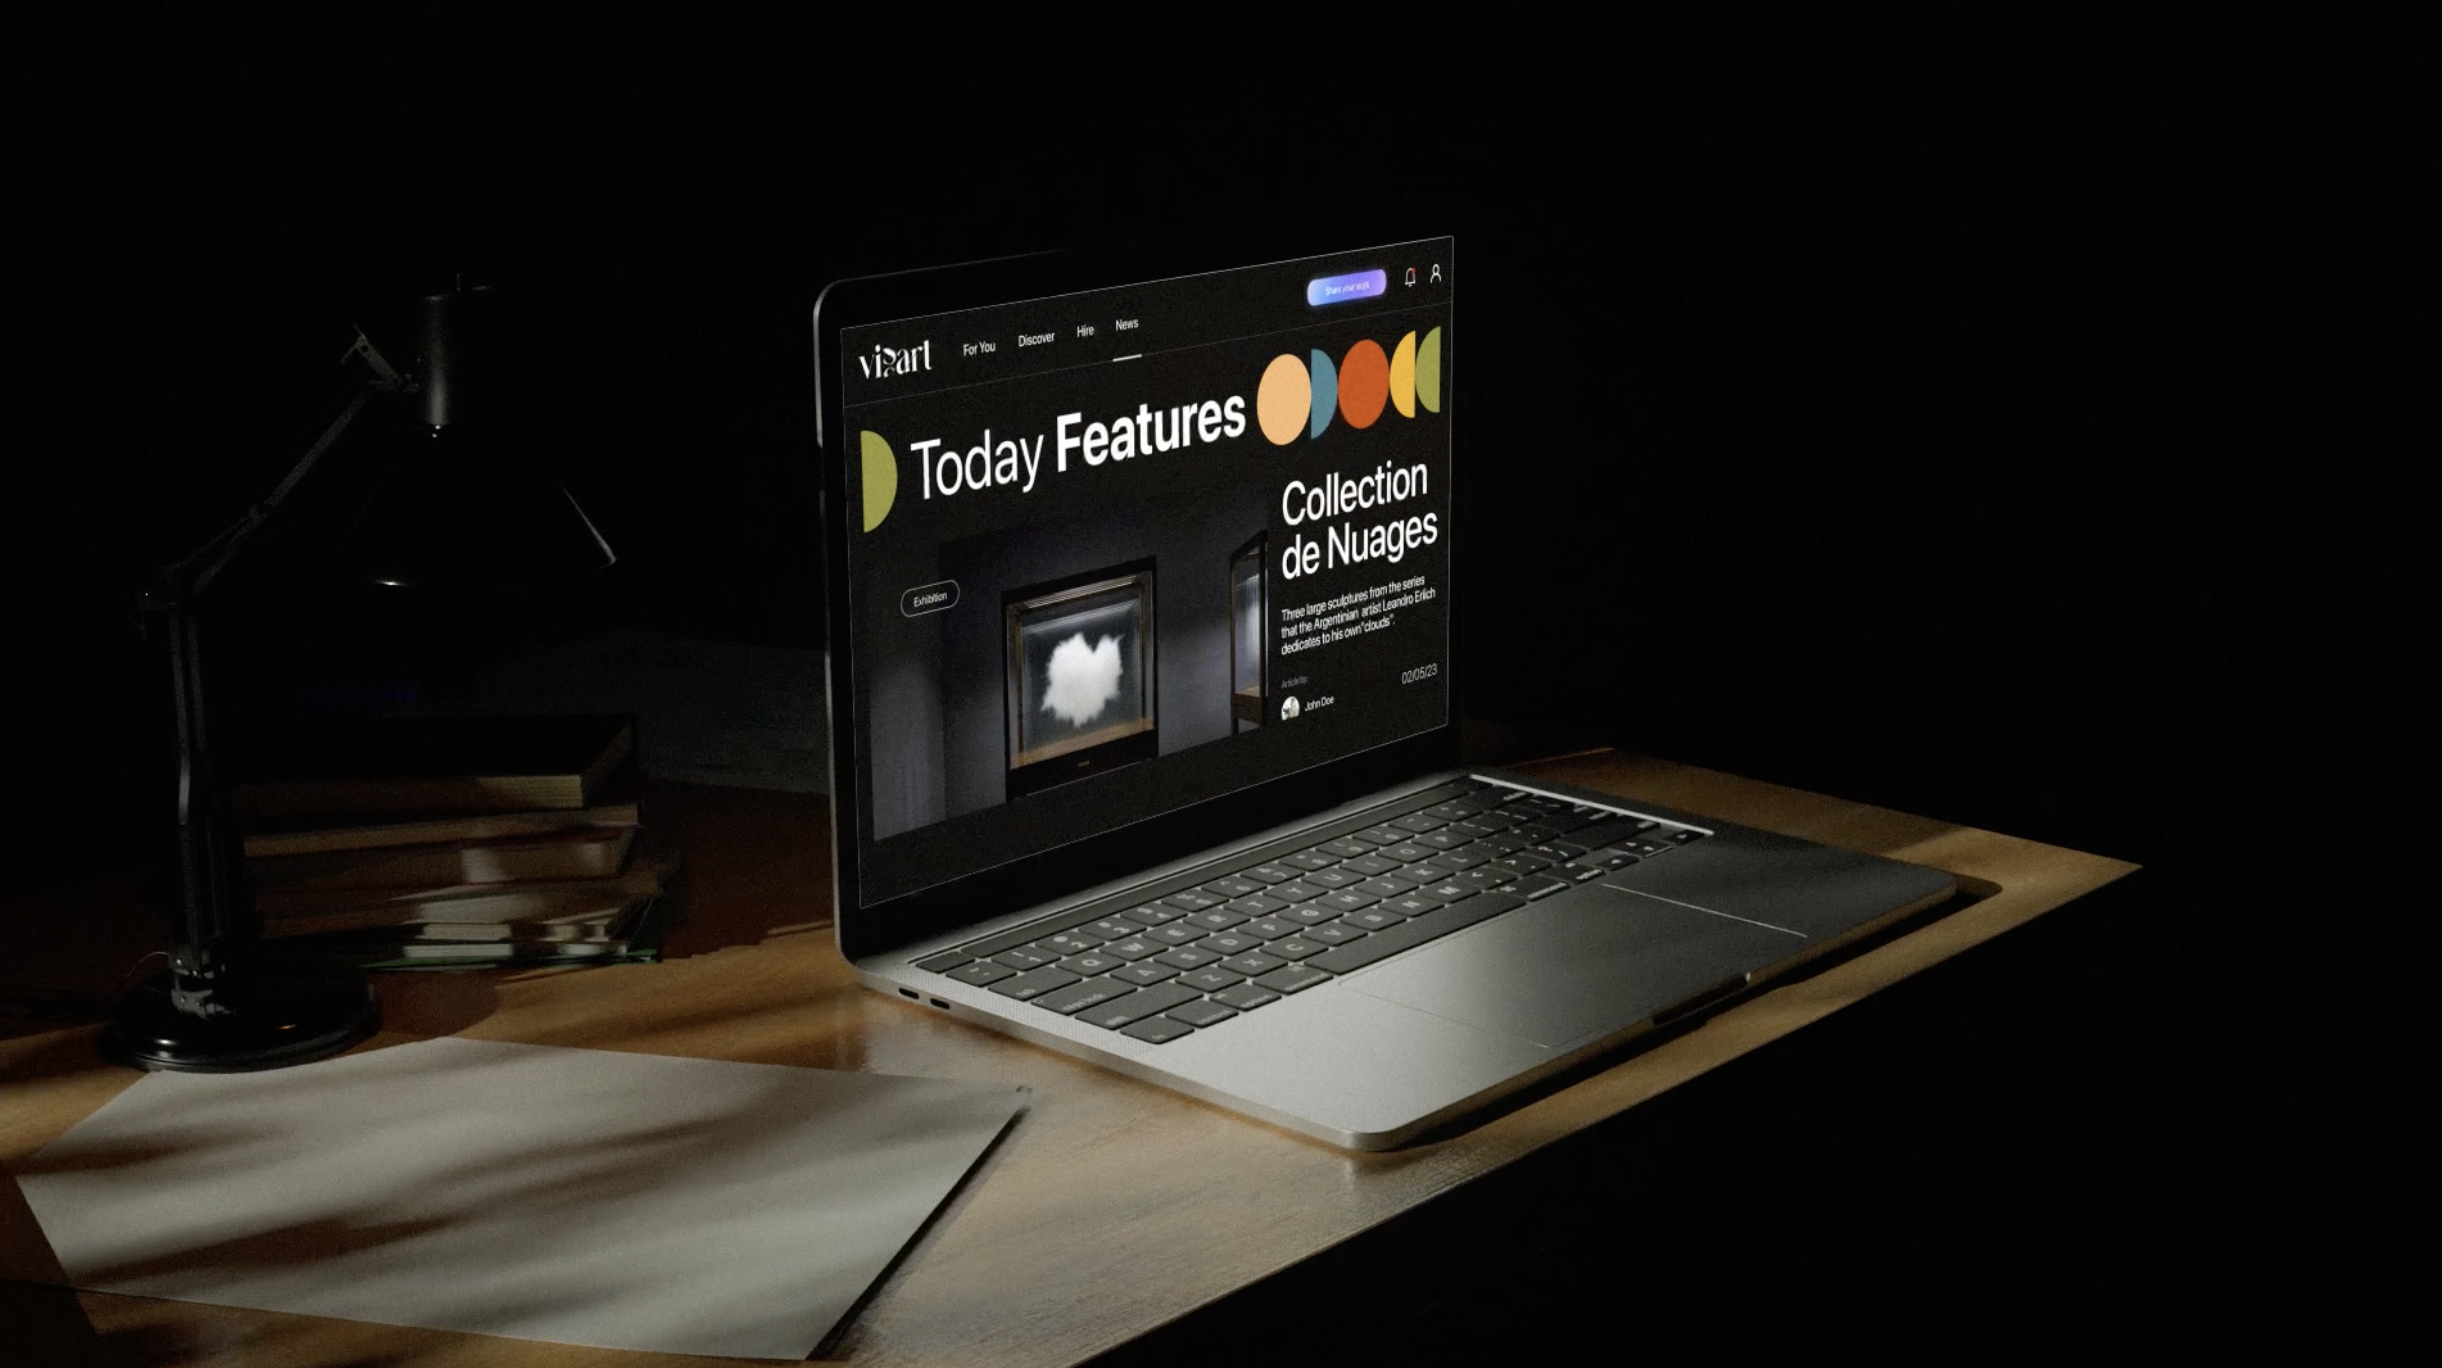 visart
For You
Discover
Hire
News
Share your work
Today Features
Exhibition
Collection
de Nuages
Three large sculptures from the series
that the Argentinian artist Leandro Erlich
dedicates to his own"clouds".
Article by:
John Doe
02/05/23